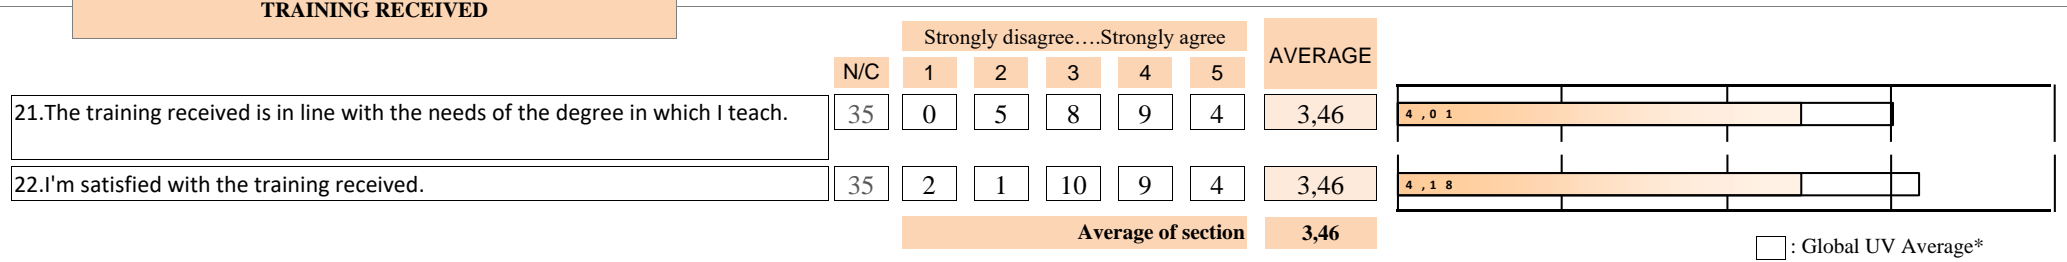 TRAINING RECEIVED
Strongly disagree….Strongly agree
AVERAGE
N/C 1 2 3 4 5
21.The training received is in line with the needs of the degree in which I teach. 35 0 5 8 9 4 3,46 4,01
22.I'm satisfied with the training received. 35 2 1 10 9 4 3,46 4,18
Average of section 3,46
: Global UV Average*